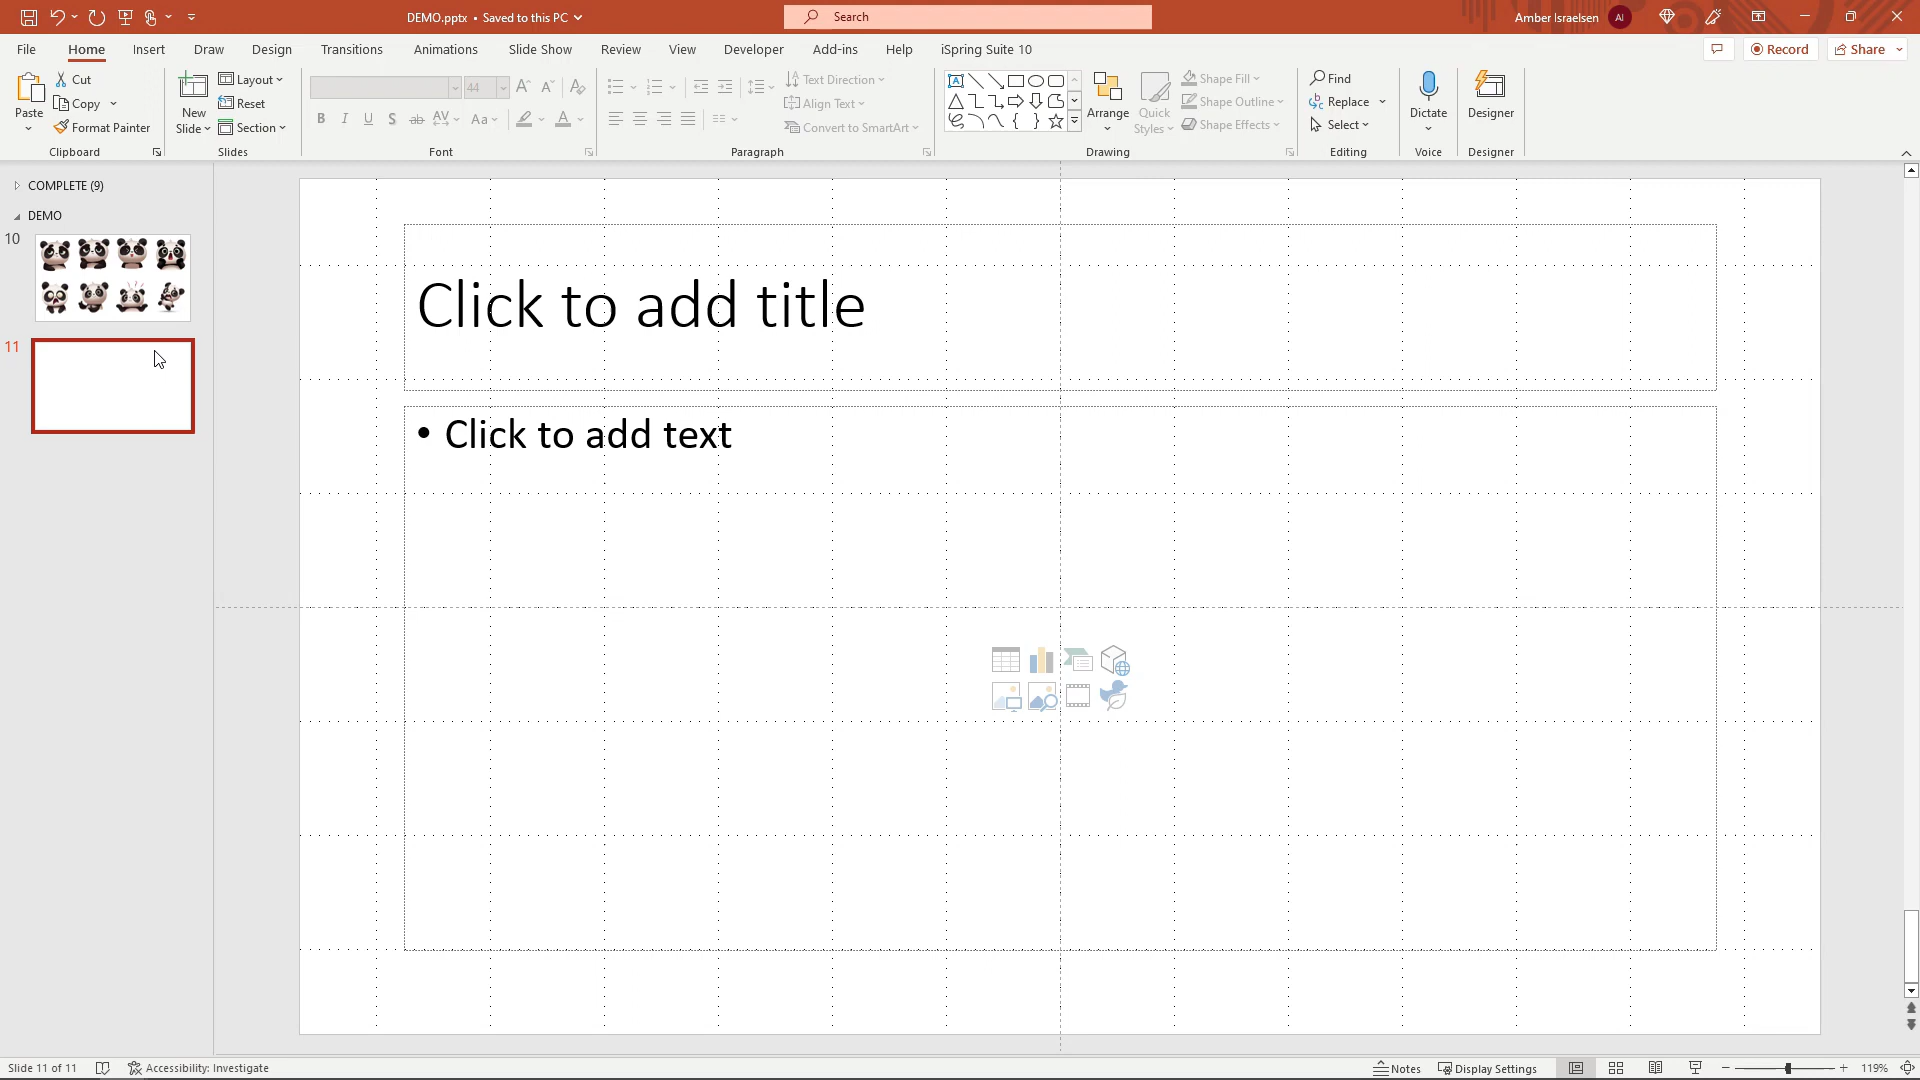 DEMO.pptx • Saved to this PC
Search
Amber Israelsen
AI
File
Home
Insert
Draw
Design
Transitions
Animations
Slide Show
Review
View
Developer
Add-ins
Help
iSpring Suite 10
Record
Share
Paste
Cut
Copy
Format Painter
Clipboard
New Slide
Layout
Reset
Section
Slides
44
B I U S ab AV Aa A
Font
Text Direction
Align Text
Convert to SmartArt
Paragraph
Arrange
Quick Styles
Shape Fill
Shape Outline
Shape Effects
Drawing
Find
Replace
Select
Editing
Dictate
Voice
Designer
Designer
COMPLETE (9)
DEMO
10
11
Click to add title
• Click to add text
Slide 11 of 11
Accessibility: Investigate
Notes
Display Settings
119%